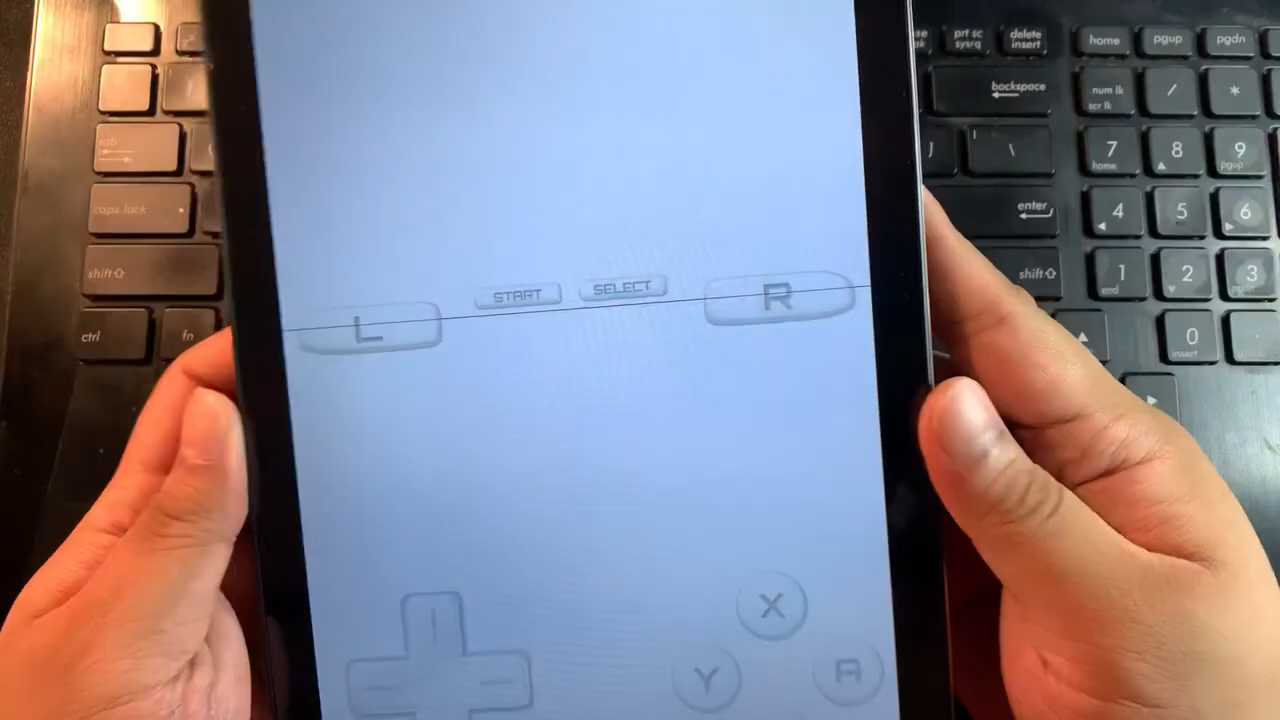 prt sc
sysrq
delete
insert
home
pgup
pgdn
backspace
num lk
scr lk
/
*
tab
\
7
home
8
9
pgup
caps lock
enter
4
5
6
shift
shift
1
end
2
3
START
SELECT
L
R
ctrl
fn
0
insert
X
Y
A